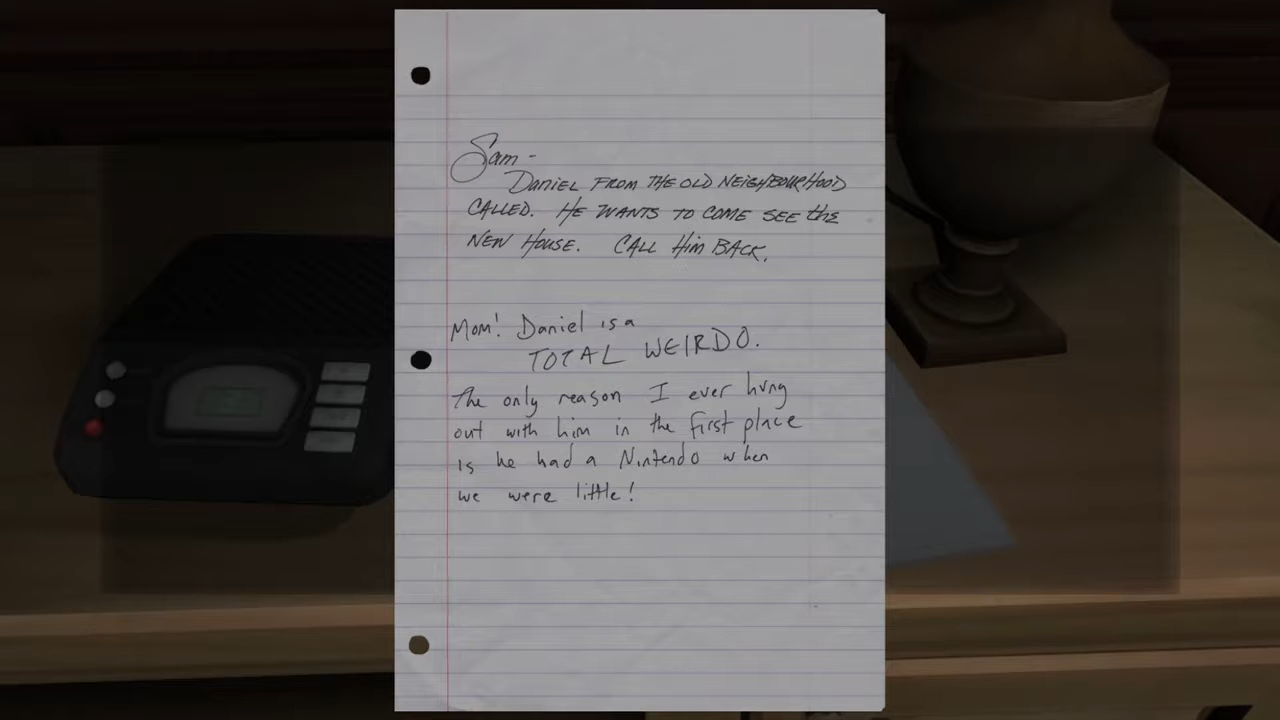 Sam -
DANIEL FROM THE OLD NEIGHBOURHOOD
CALLED. HE WANTS TO COME SEE the
NEW HOUSE. CALL HIM BACK.
Mom! Daniel is a
TOTAL WEIRDO.
The only reason I ever hung
out with him in the first place
is he had a Nintendo when
we were little!